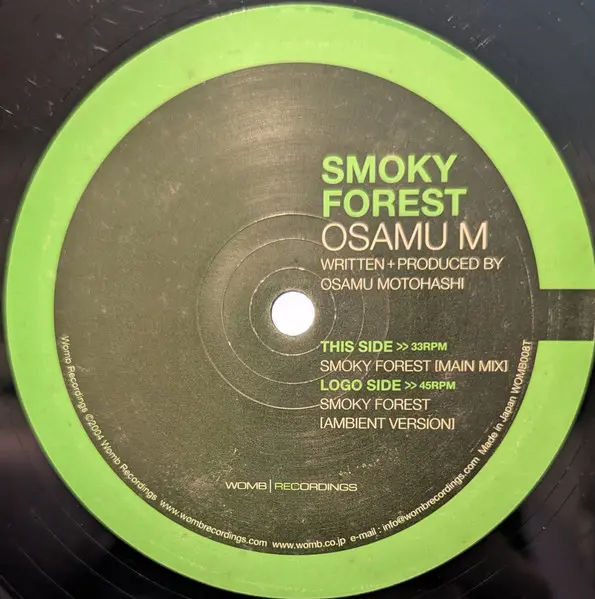 SMOKY
FOREST
OSAMU M
WRITTEN + PRODUCED BY
OSAMU MOTOHASHI
THIS SIDE >> 33RPM
SMOKY FOREST [MAIN MIX]
LOGO SIDE >> 45RPM
SMOKY FOREST
[AMBIENT VERSION]
WOMB | RECORDINGS
Womb Recordings ©2004 Womb Recordings www.wombrecordings.com www.womb.co.jp e-mail : info@wombrecordings.com Made in Japan WOMB008T